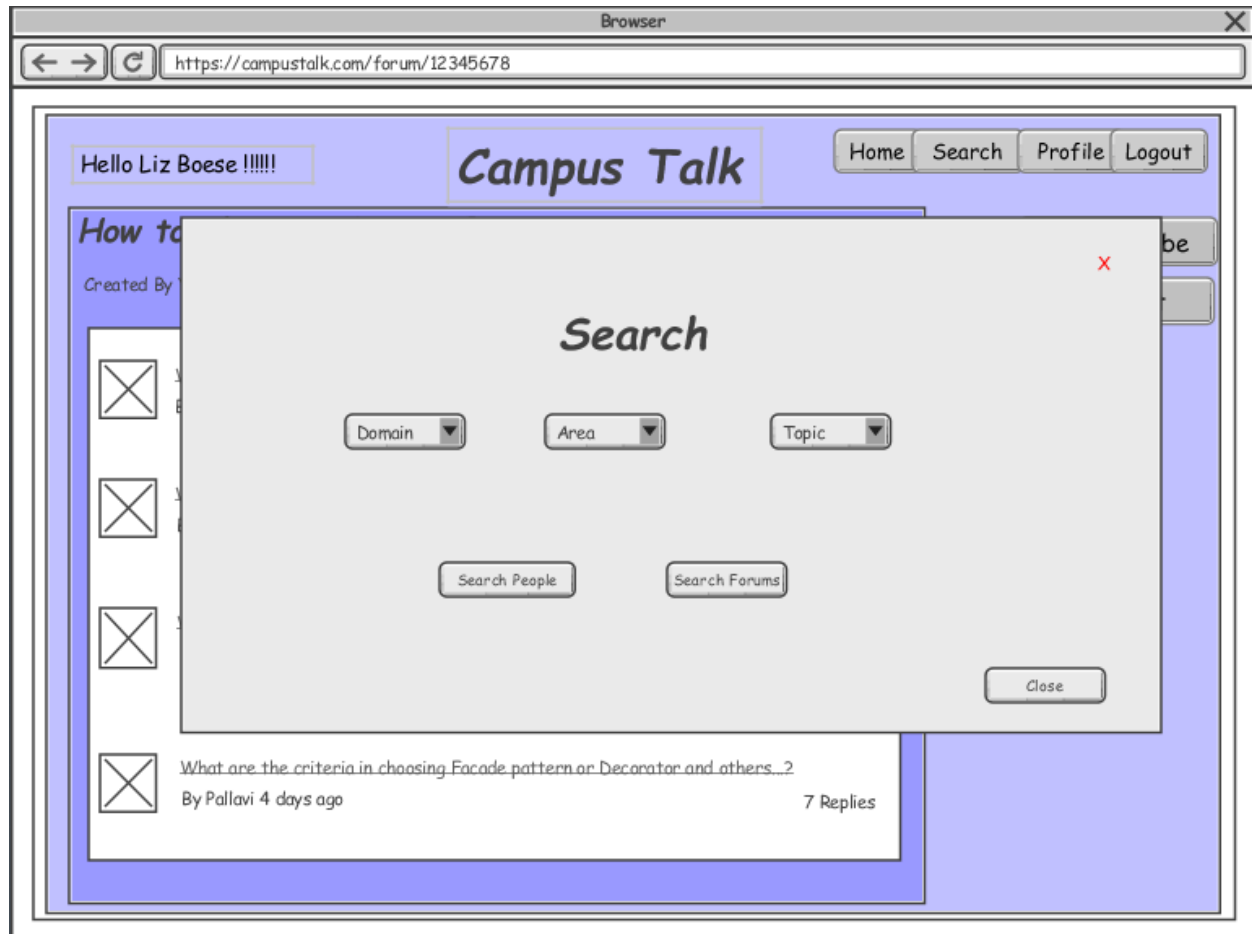 Browser
https://campustalk.com/forum/12345678
Hello Liz Boese !!!!!!
Campus Talk
Home Search Profile Logout
How to
Created By
be
X
Search
Domain Area Topic
Search People Search Forums
Close
What are the criteria in choosing Facade pattern or Decorator and others...?
By Pallavi 4 days ago
7 Replies